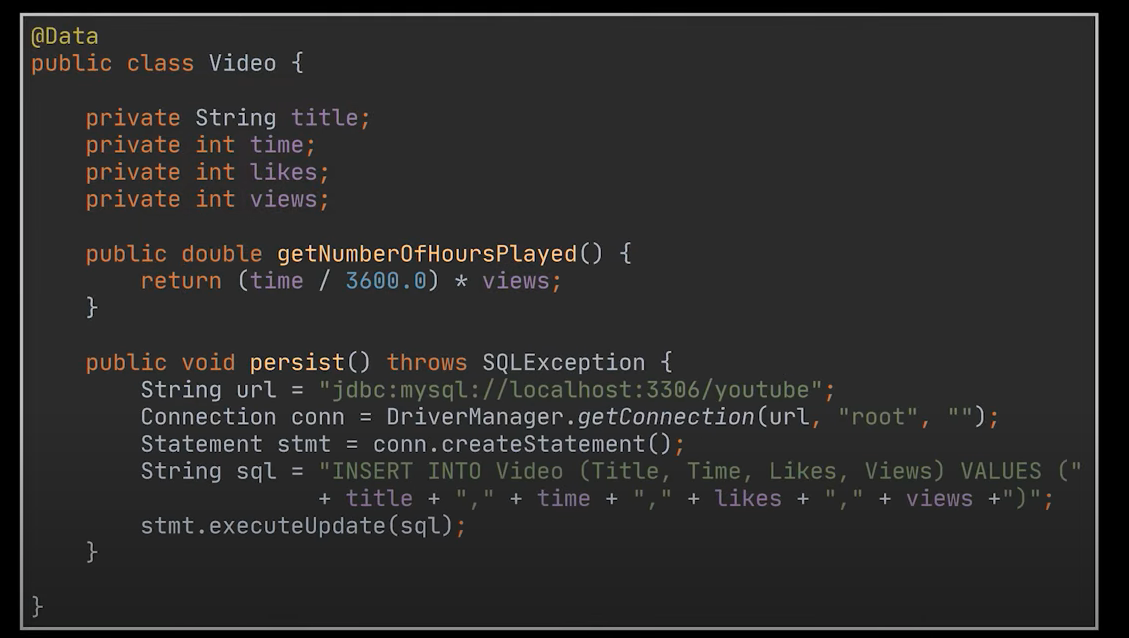 @Data
public class Video {
private String title;
private int time;
private int likes;
private int views;
public double getNumberOfHoursPlayed() {
return (time / 3600.0) * views;
}
public void persist() throws SQLException {
String url = "jdbc:mysql://localhost:3306/youtube";
Connection conn = DriverManager.getConnection(url, "root", "");
Statement stmt = conn.createStatement();
String sql = "INSERT INTO Video (Title, Time, Likes, Views) VALUES ("
+ title + "," + time + "," + likes + "," + views +")";
stmt.executeUpdate(sql);
}
}